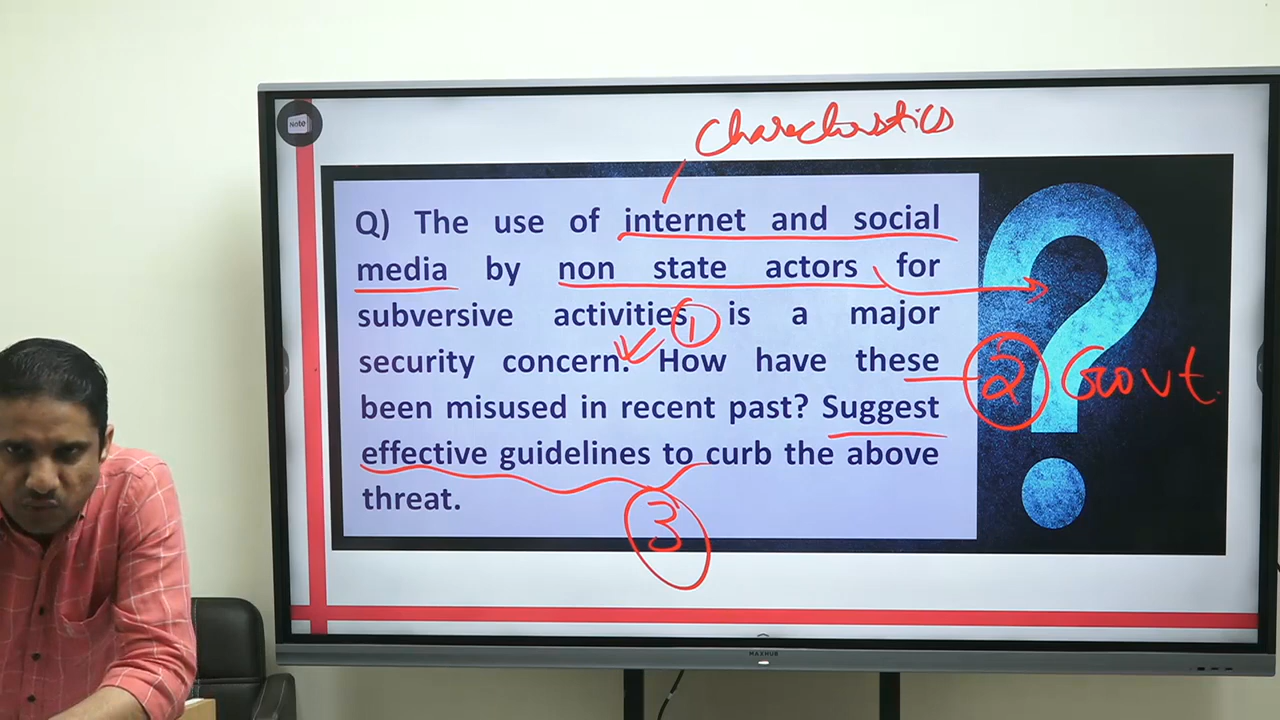 Note
Charecterstics
Q) The use of internet and social
media by non state actors for
subversive activities is a major
1
security concern. How have these
2 Govt.
been misused in recent past? Suggest
effective guidelines to curb the above
threat.
3
MAXHUB